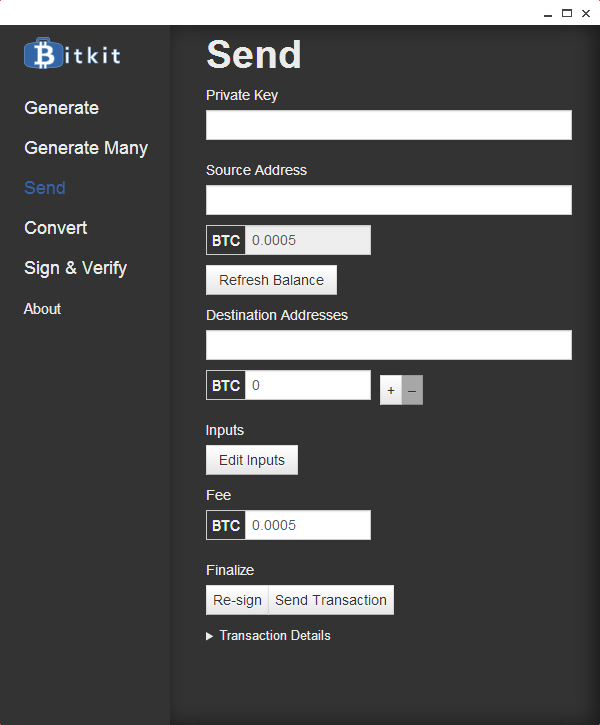 Bitkit
Generate
Generate Many
Send
Convert
Sign & Verify
About
Send
Private Key
Source Address
BTC 0.0005
Refresh Balance
Destination Addresses
BTC 0 + –
Inputs
Edit Inputs
Fee
BTC 0.0005
Finalize
Re-sign Send Transaction
Transaction Details